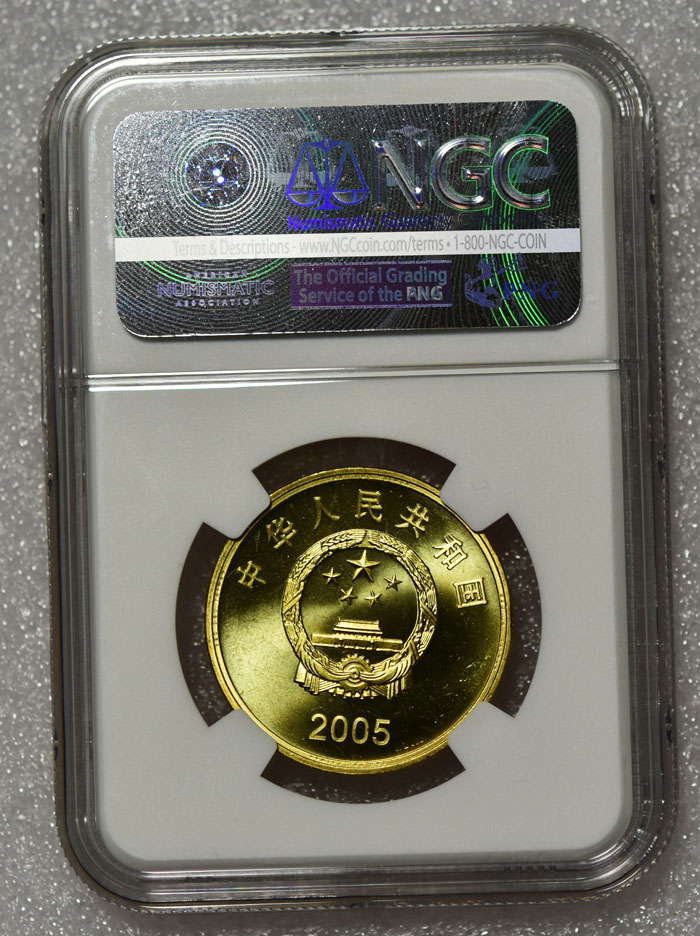 NGC
Numismatic
Terms & Descriptions - www.NGCcoin.com/terms • 1-800-NGC-COIN
AMERICAN
NUMISMATIC
ASSOCIATION
The Official Grading
Service of the PNG
PNG
中华人民共和国
2005